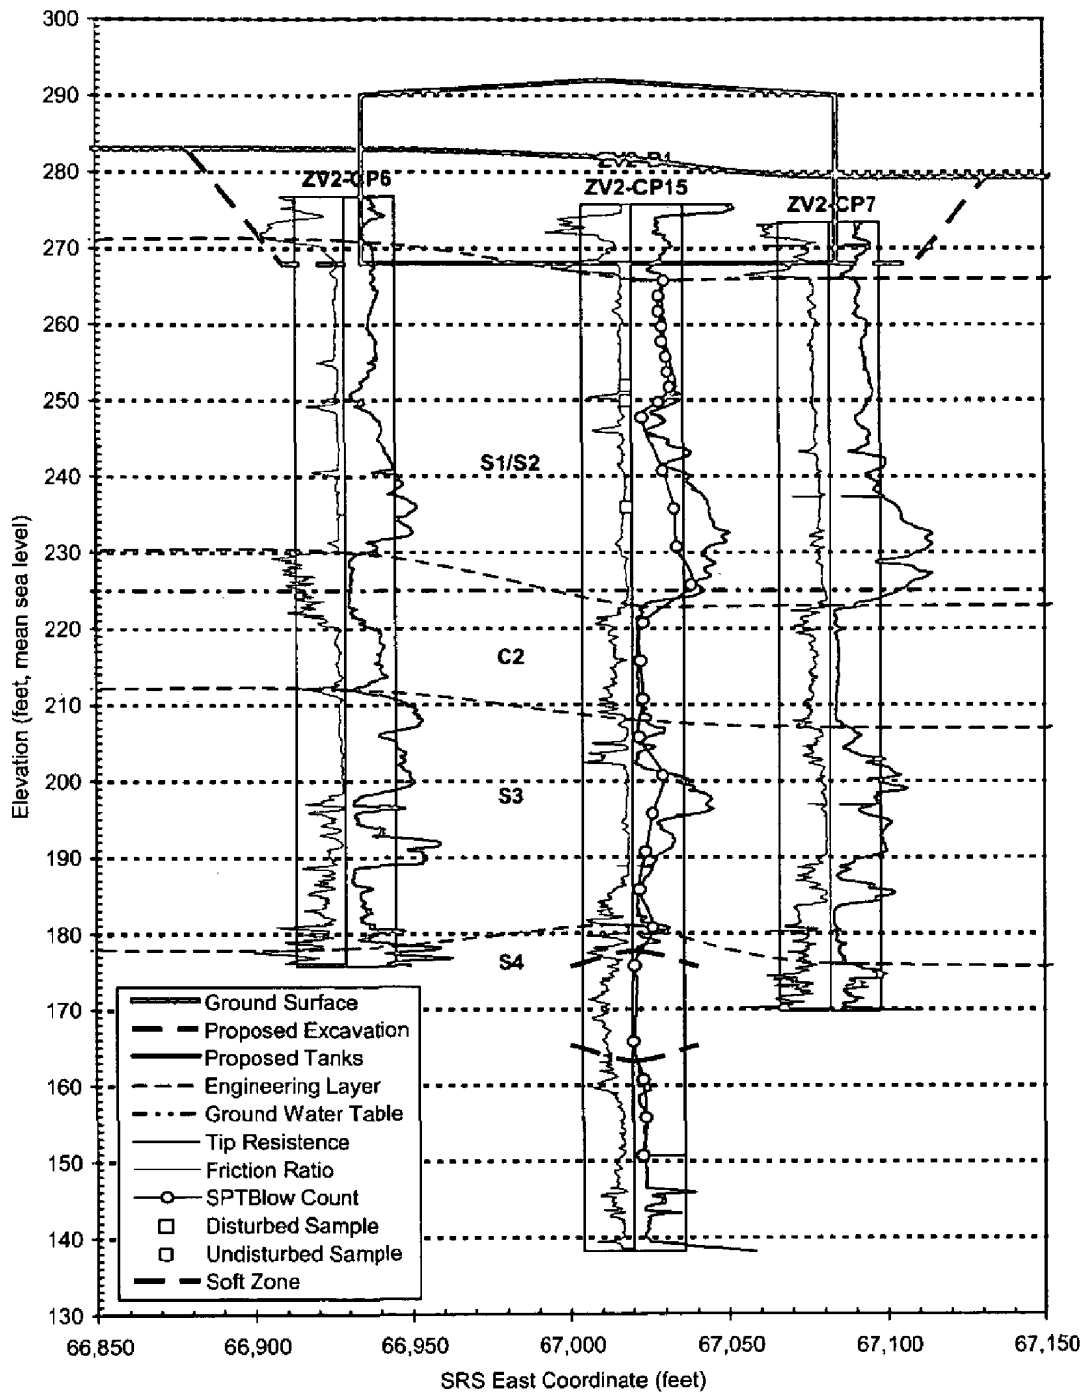 300
290
280
270
260
250
240
230
220
210
200
190
180
170
160
150
140
130
Elevation (feet, mean sea level)
ZV2-B1
ZV2-CP6
ZV2-CP15
ZV2-CP7
S1/S2
C2
S3
S4
Ground Surface
Proposed Excavation
Proposed Tanks
Engineering Layer
Ground Water Table
Tip Resistence
Friction Ratio
SPTBlow Count
Disturbed Sample
Undisturbed Sample
Soft Zone
66,850
66,900
66,950
67,000
67,050
67,100
67,150
SRS East Coordinate (feet)